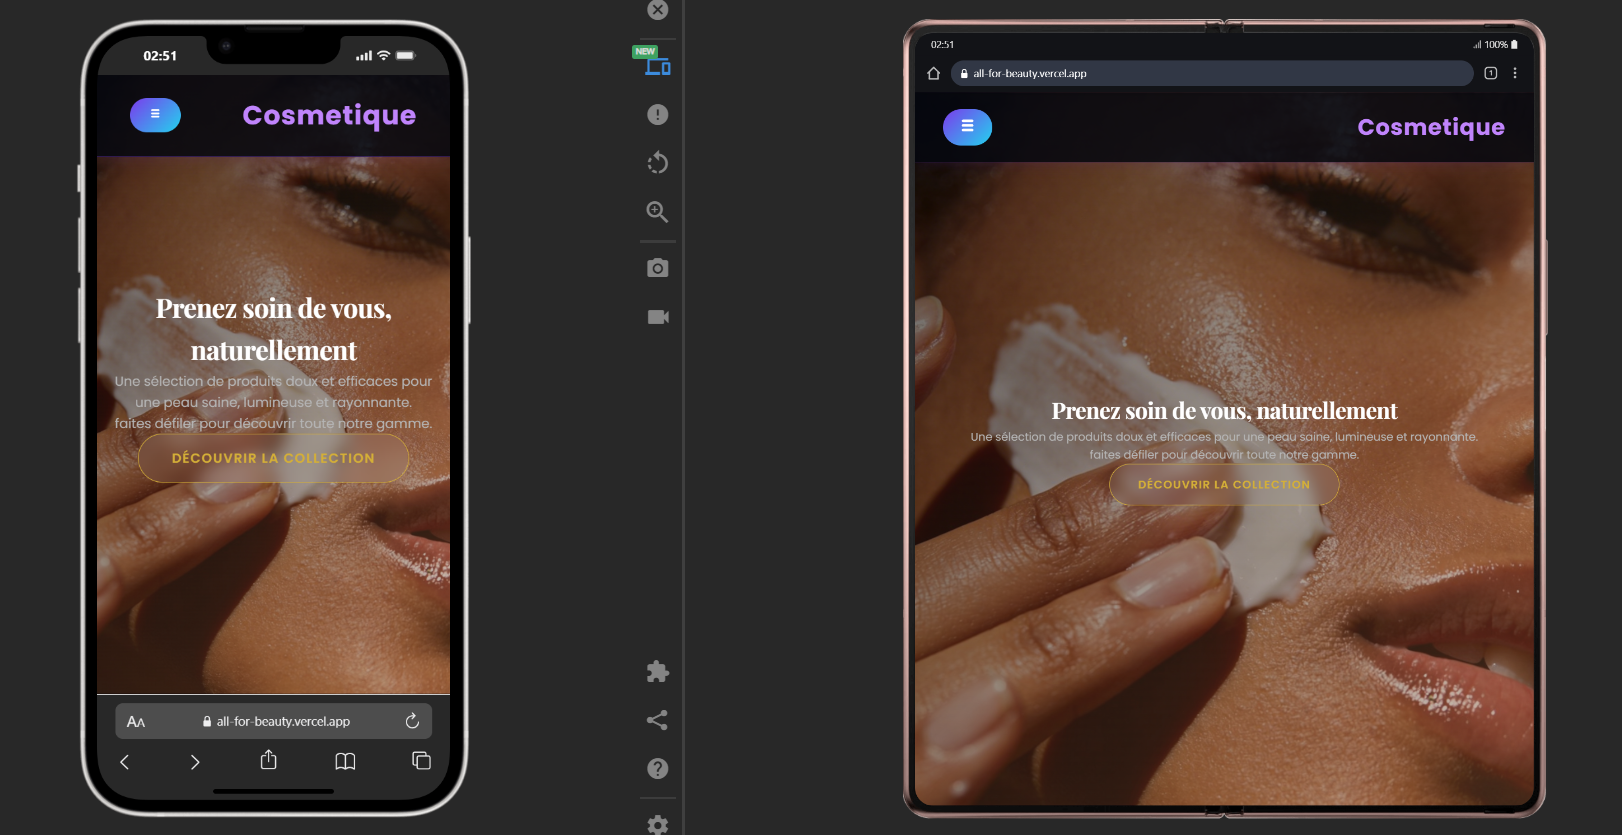 02:51
Cosmetique
Prenez soin de vous,
naturellement
Une sélection de produits doux et efficaces pour
une peau saine, lumineuse et rayonnante.
faites défiler pour découvrir toute notre gamme.
DÉCOUVRIR LA COLLECTION
AA
all-for-beauty.vercel.app
NEW
02:51
100%
all-for-beauty.vercel.app
1
Cosmetique
Prenez soin de vous, naturellement
Une sélection de produits doux et efficaces pour une peau saine, lumineuse et rayonnante.
faites défiler pour découvrir toute notre gamme.
DÉCOUVRIR LA COLLECTION